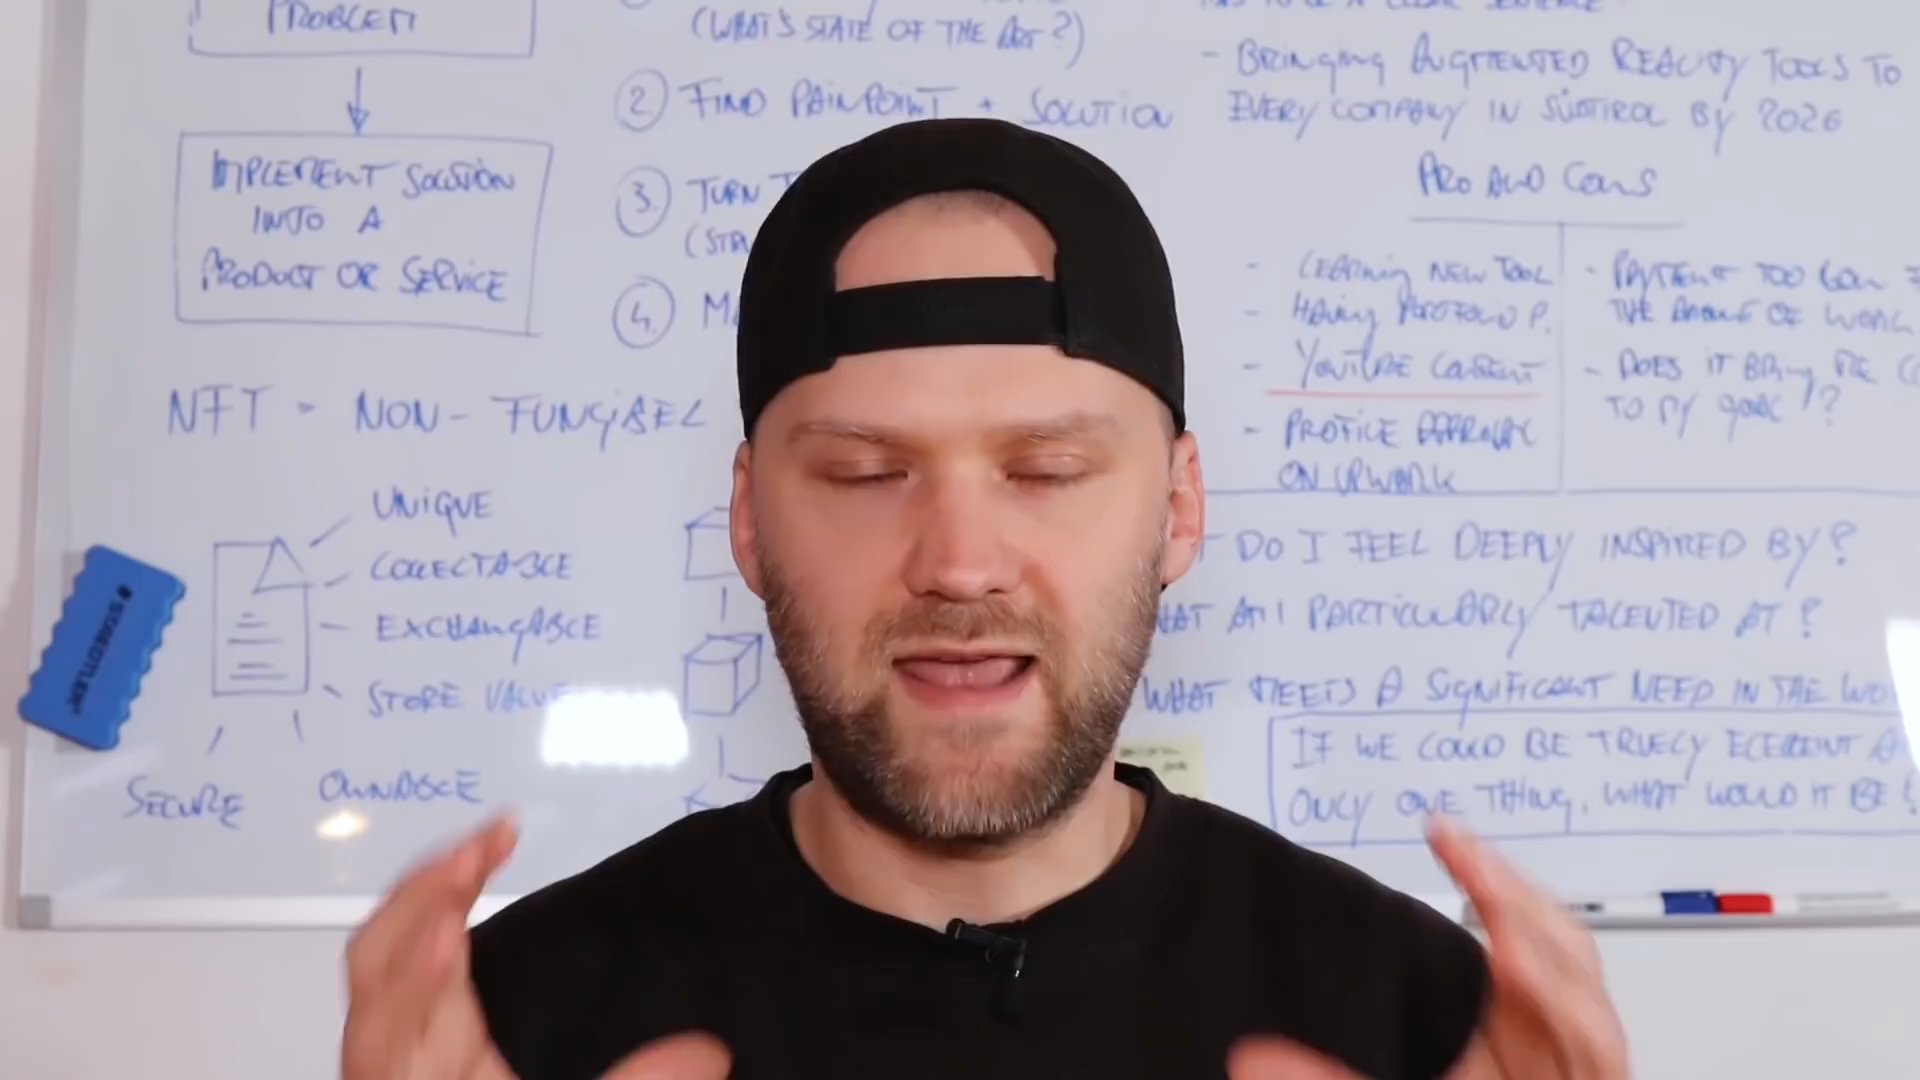 PROBLEM
IMPLEMENT SOLUTION
INTO A
PRODUCT OR SERVICE
(WHAT'S STATE OF THE ART?)
2 FIND PAINPOINT + SOLUTION
3. TURN
4.
- BRINGING AUGMENTED REALITY TOOLS TO
EVERY COMPANY IN SÜDTIROL BY 2026
PRO AND CONS
- LEARNING NEW TOOL
- HAVING PORTFOLIO P.
- YOUTUBE CONTENT
- PROFILE APPROVAL
ON UPWORK
- PAYMENT TOO LOW
THE AMOUNT OF WORK
- DOES IT BRING ME
TO MY GOAL??
NFT - NON-FUNGIBEL
UNIQUE
COLLECTABLE
EXCHANGABLE
STORE VALUE
SECURE
OWNABLE
STAEDTLER
DO I FEEL DEEPLY INSPIRED BY?
AM I PARTICULARLY TALENTED AT?
WHAT MEETS A SIGNIFICANT NEED IN THE
IF WE COULD BE TRUELY ECELENT
ONLY ONE THING, WHAT WOULD IT BE?